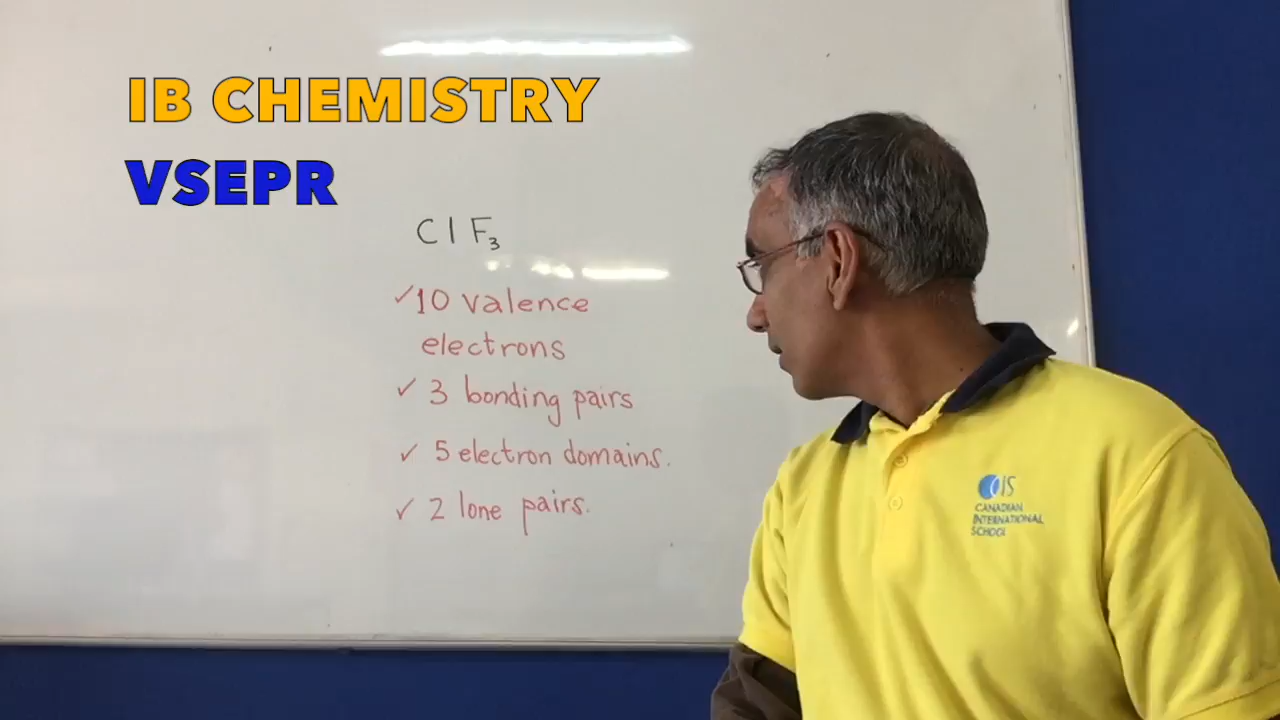 IB CHEMISTRY
VSEPR
ClF₃
✓10 valence
electrons
✓ 3 bonding pairs
✓ 5 electron domains.
✓ 2 lone pairs.
CIS
CANADIAN
INTERNATIONAL
SCHOOL